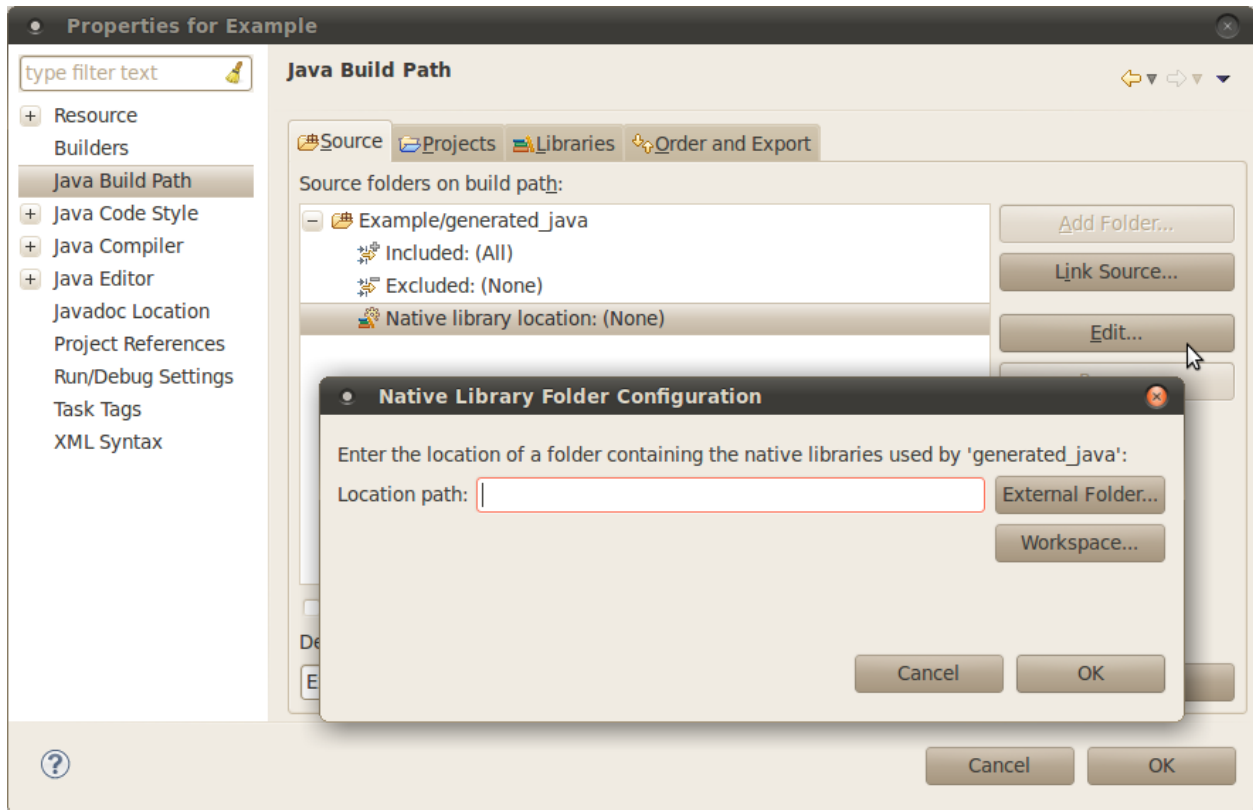 Properties for Example
type filter text
Resource
Builders
Java Build Path
Java Code Style
Java Compiler
Java Editor
Javadoc Location
Project References
Run/Debug Settings
Task Tags
XML Syntax
Java Build Path
Source Projects Libraries Order and Export
Source folders on build path:
Example/generated_java
Included: (All)
Excluded: (None)
Native library location: (None)
Add Folder...
Link Source...
Edit...
Native Library Folder Configuration
Enter the location of a folder containing the native libraries used by 'generated_java':
Location path:
External Folder...
Workspace...
Cancel OK
De
E
Cancel OK